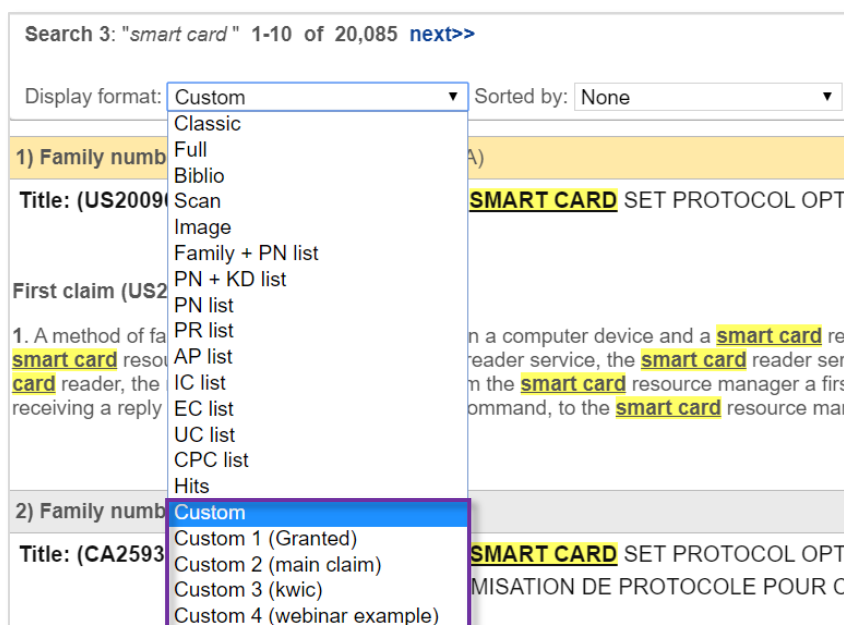 Search 3: "smart card " 1-10 of 20,085 next>>
Display format: Custom Sorted by: None
Classic
1) Family numb Full A)
Biblio
Title: (US2009 Scan SMART CARD SET PROTOCOL OPT
Image
Family + PN list
PN + KD list
First claim (US2 PN list
1. A method of fa PR list n a computer device and a smart card re
smart card resou AP list reader service, the smart card reader ser
card reader, the IC list m the smart card resource manager a firs
receiving a reply EC list ommand, to the smart card resource ma
UC list
CPC list
Hits
2) Family numb Custom
Custom 1 (Granted)
Title: (CA2593 Custom 2 (main claim) SMART CARD SET PROTOCOL OPT
Custom 3 (kwic) MISATION DE PROTOCOLE POUR C
Custom 4 (webinar example)